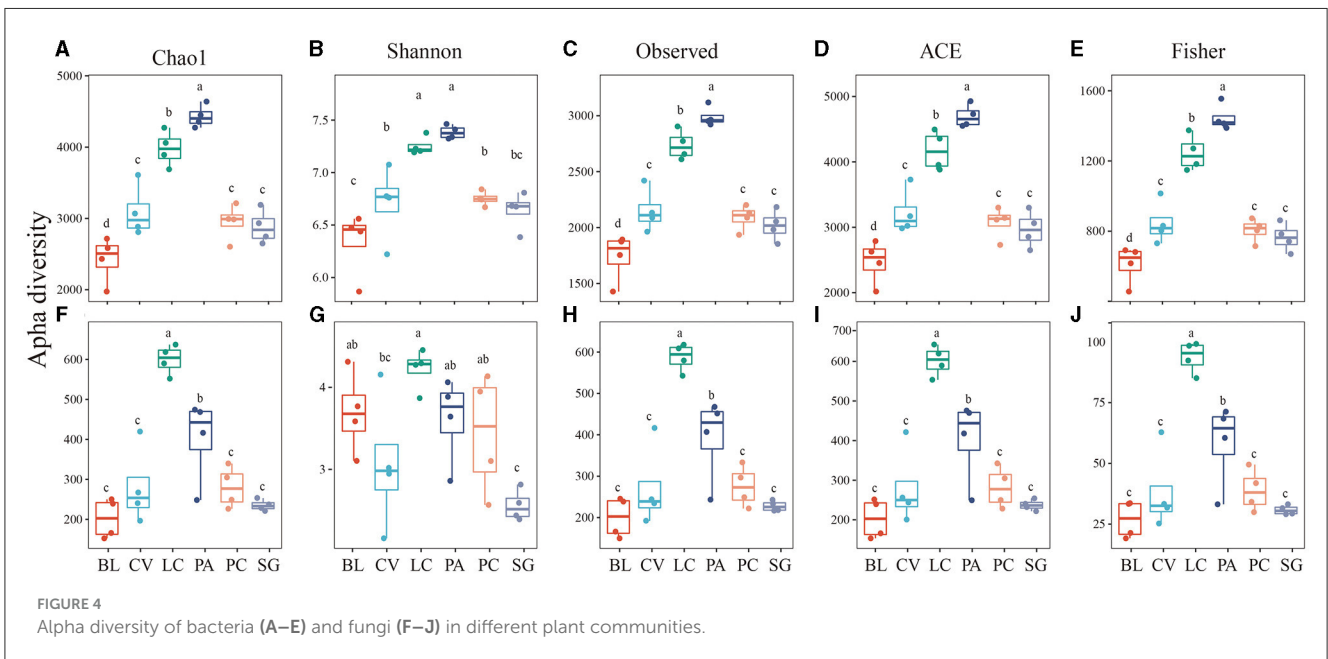 A Chao1 B Shannon C Observed D ACE E Fisher
Apha diversity
5000 4000 3000 2000
d c b a c c
7.5 7.0 6.5 6.0
c b a a b bc
3000 2500 2000 1500
d c b a c c
5000 4000 3000 2000
d c b a c c
1600 1200 800
d c b a c c
F G H I J
600 500 400 300 200
c c a b c c
4 3
ab bc a ab ab c
600 500 400 300 200
c c a b c c
700 600 500 400 300 200
c c a b c c
100 75 50 25
c c a b c c
BL CV LC PA PC SG BL CV LC PA PC SG BL CV LC PA PC SG BL CV LC PA PC SG BL CV LC PA PC SG
FIGURE 4
Alpha diversity of bacteria (A–E) and fungi (F–J) in different plant communities.